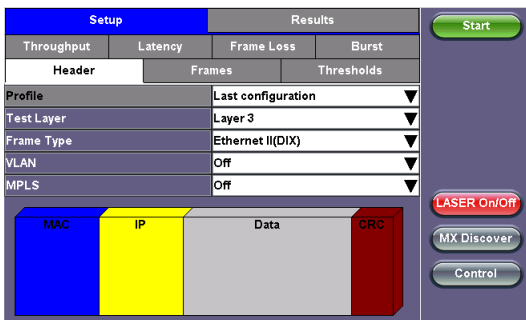 Setup Results Start
Throughput Latency Frame Loss Burst
Header Frames Thresholds
Profile Last configuration
Test Layer Layer 3
Frame Type Ethernet II(DIX)
VLAN Off
MPLS Off
LASER On/Off
MAC IP Data CRC
MX Discover
Control